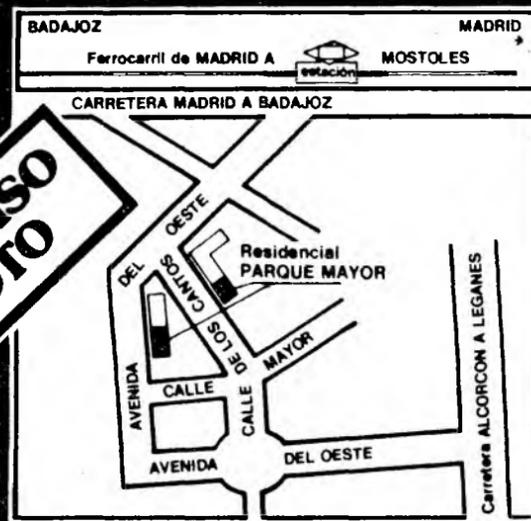 BADAJOZ MADRID
Ferrocarril de MADRID A MOSTOLES
estación
CARRETERA MADRID A BADAJOZ
OTO
AVENIDA DEL OESTE
CALLE DE LOS CANTOS
Residencial
PARQUE MAYOR
CALLE MAYOR
AVENIDA DEL OESTE
Carretera ALCORCON A LEGANES